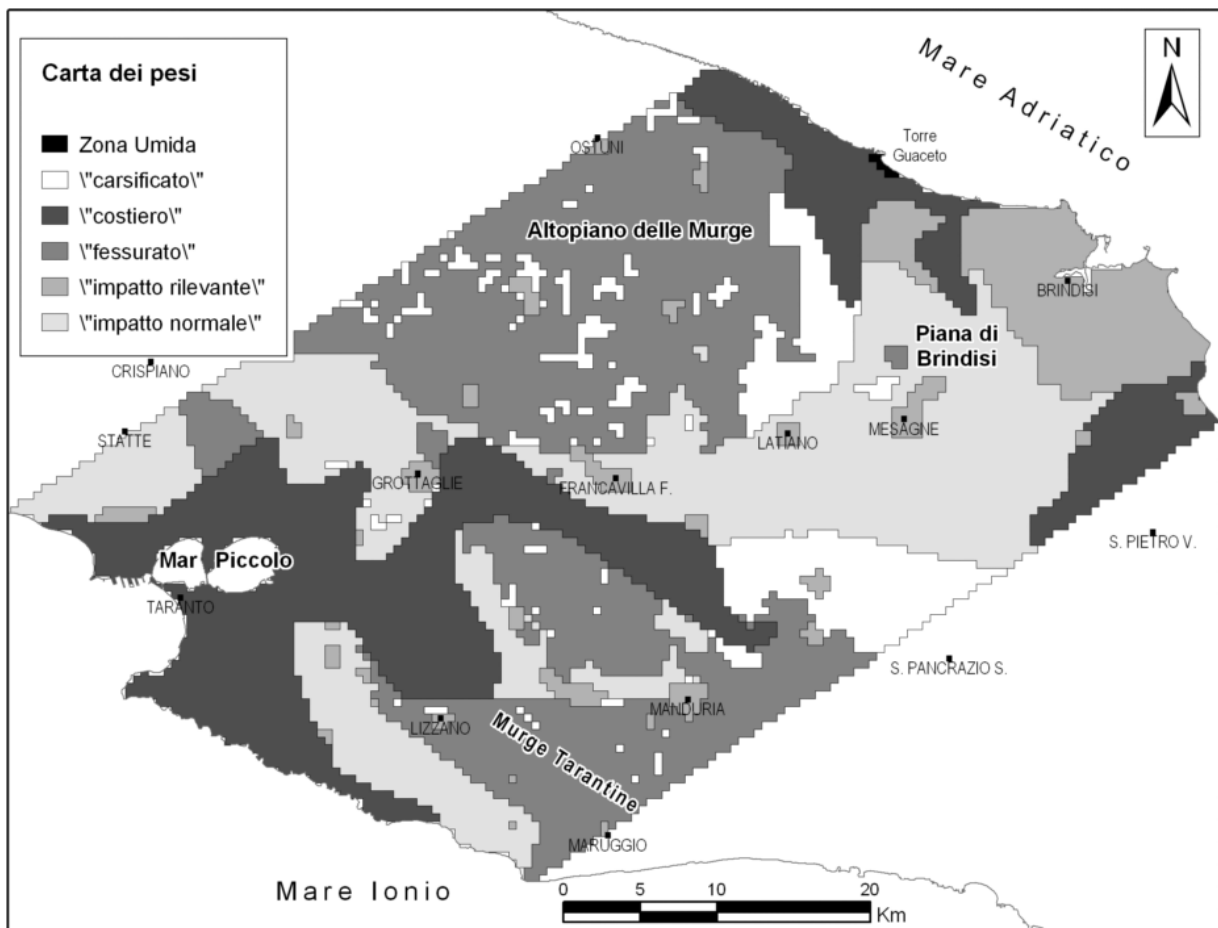 Carta dei pesi
Zona Umida
\"carsificato\"
\"costiero\"
\"fessurato\"
\"impatto rilevante\"
\"impatto normale\"
N
Mare Adriatico
Torre
Guaceto
OSTUNI
Altopiano delle Murge
BRINDISI
Piana di
Brindisi
CRISPIANO
STATTE
LATIANO
MESAGNE
GROTTAGLIE
FRANCAVILLA F.
S. PIETRO V.
Mar Piccolo
TARANTO
S. PANCRAZIO S.
MANDURIA
LIZZANO
Murge Tarantine
MARUGGIO
Mare Ionio
0 5 10 20
Km